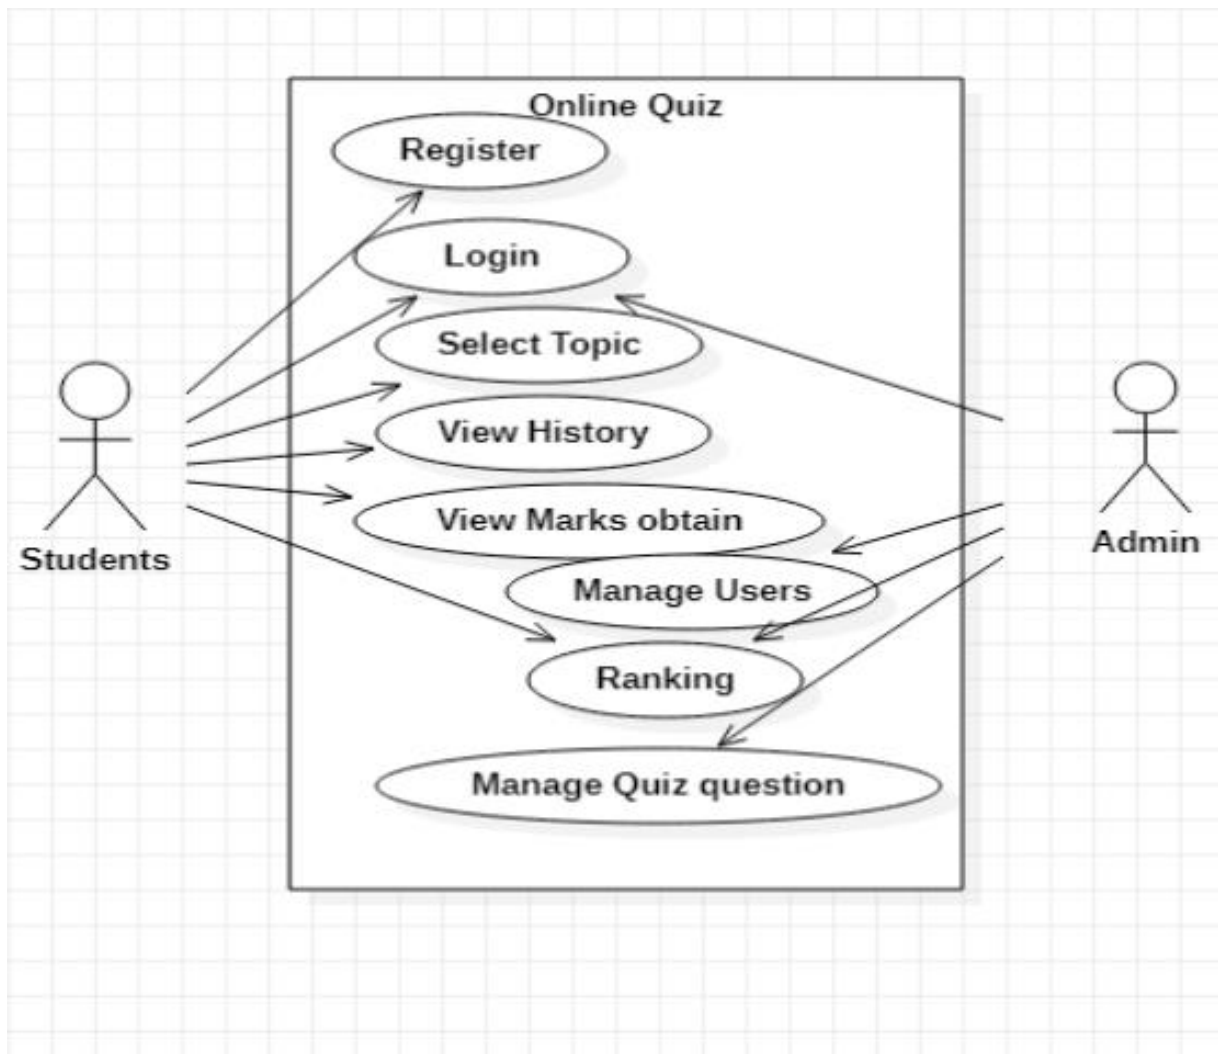 Online Quiz
Register
Login
Select Topic
View History
View Marks obtain
Manage Users
Ranking
Manage Quiz question
Students
Admin